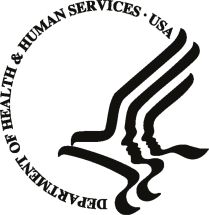 DEPARTMENT OF HEALTH & HUMAN SERVICES · USA